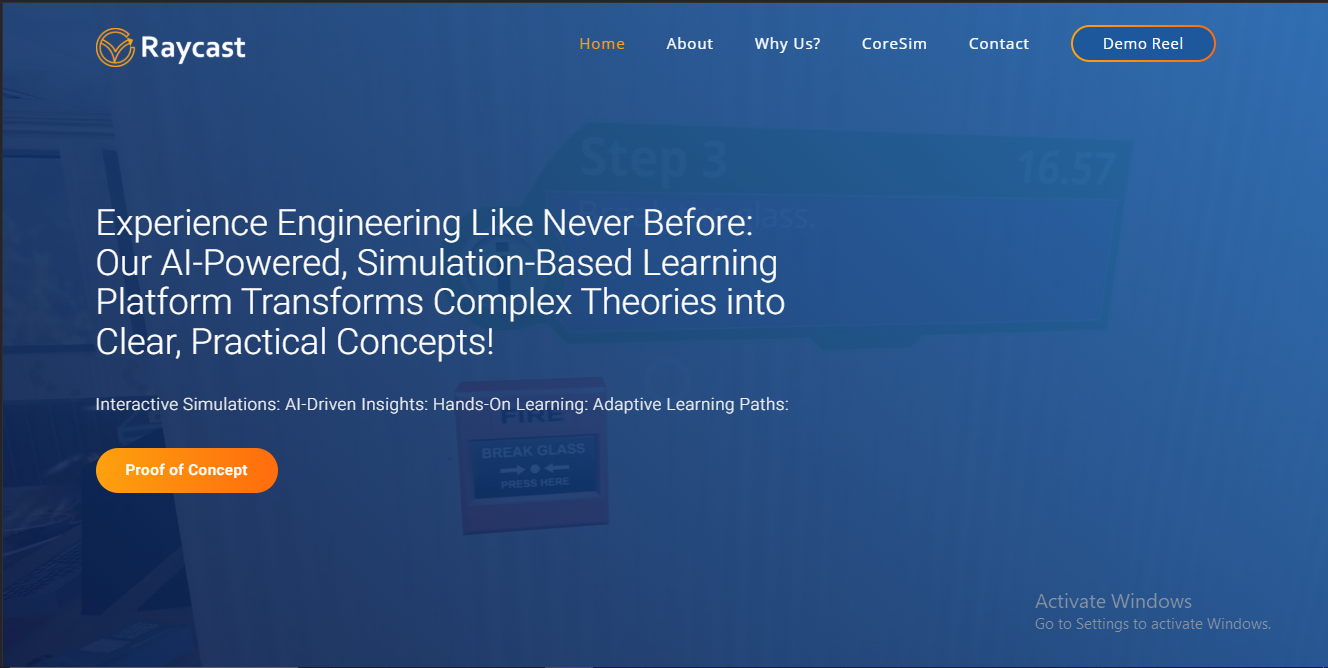 Raycast
Home
About
Why Us?
CoreSim
Contact
Demo Reel
Step 3
16.57
glass.
Experience Engineering Like Never Before:
Our AI-Powered, Simulation-Based Learning
Platform Transforms Complex Theories into
Clear, Practical Concepts!
Interactive Simulations: AI-Driven Insights: Hands-On Learning: Adaptive Learning Paths:
FIRE
BREAK GLASS
PRESS HERE
Proof of Concept
Activate Windows
Go to Settings to activate Windows.